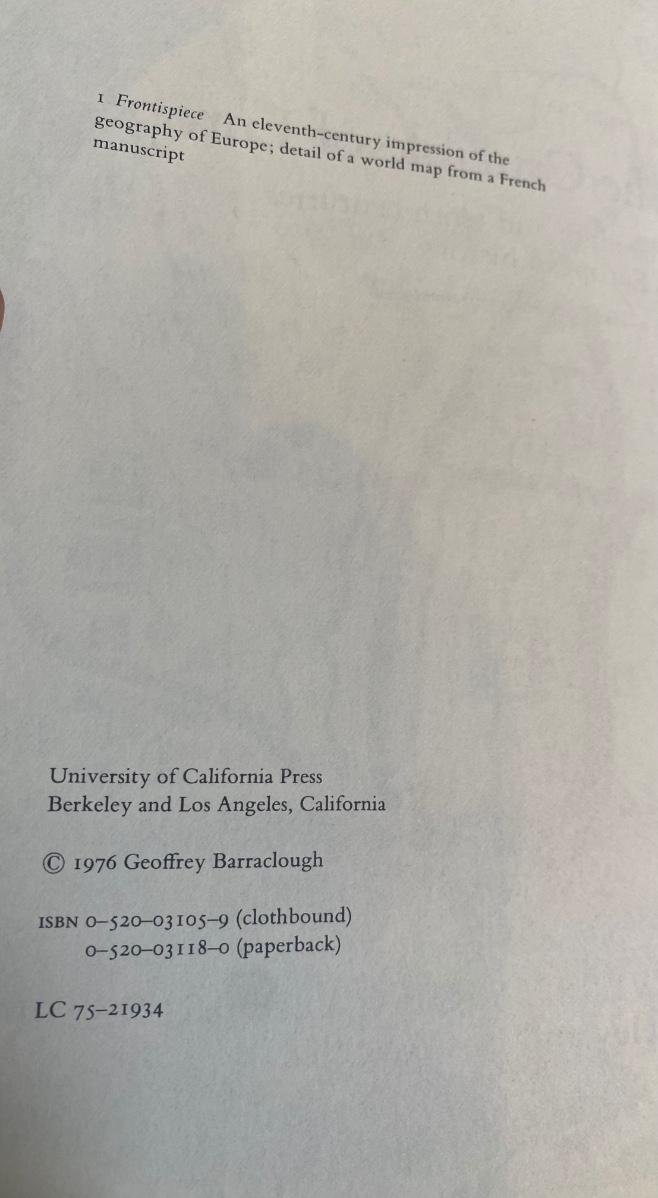 1 Frontispiece An eleventh-century impression of the
geography of Europe; detail of a world map from a French
manuscript
University of California Press
Berkeley and Los Angeles, California
© 1976 Geoffrey Barraclough
ISBN 0–520–03105–9 (clothbound)
0–520–03118–0 (paperback)
LC 75–21934